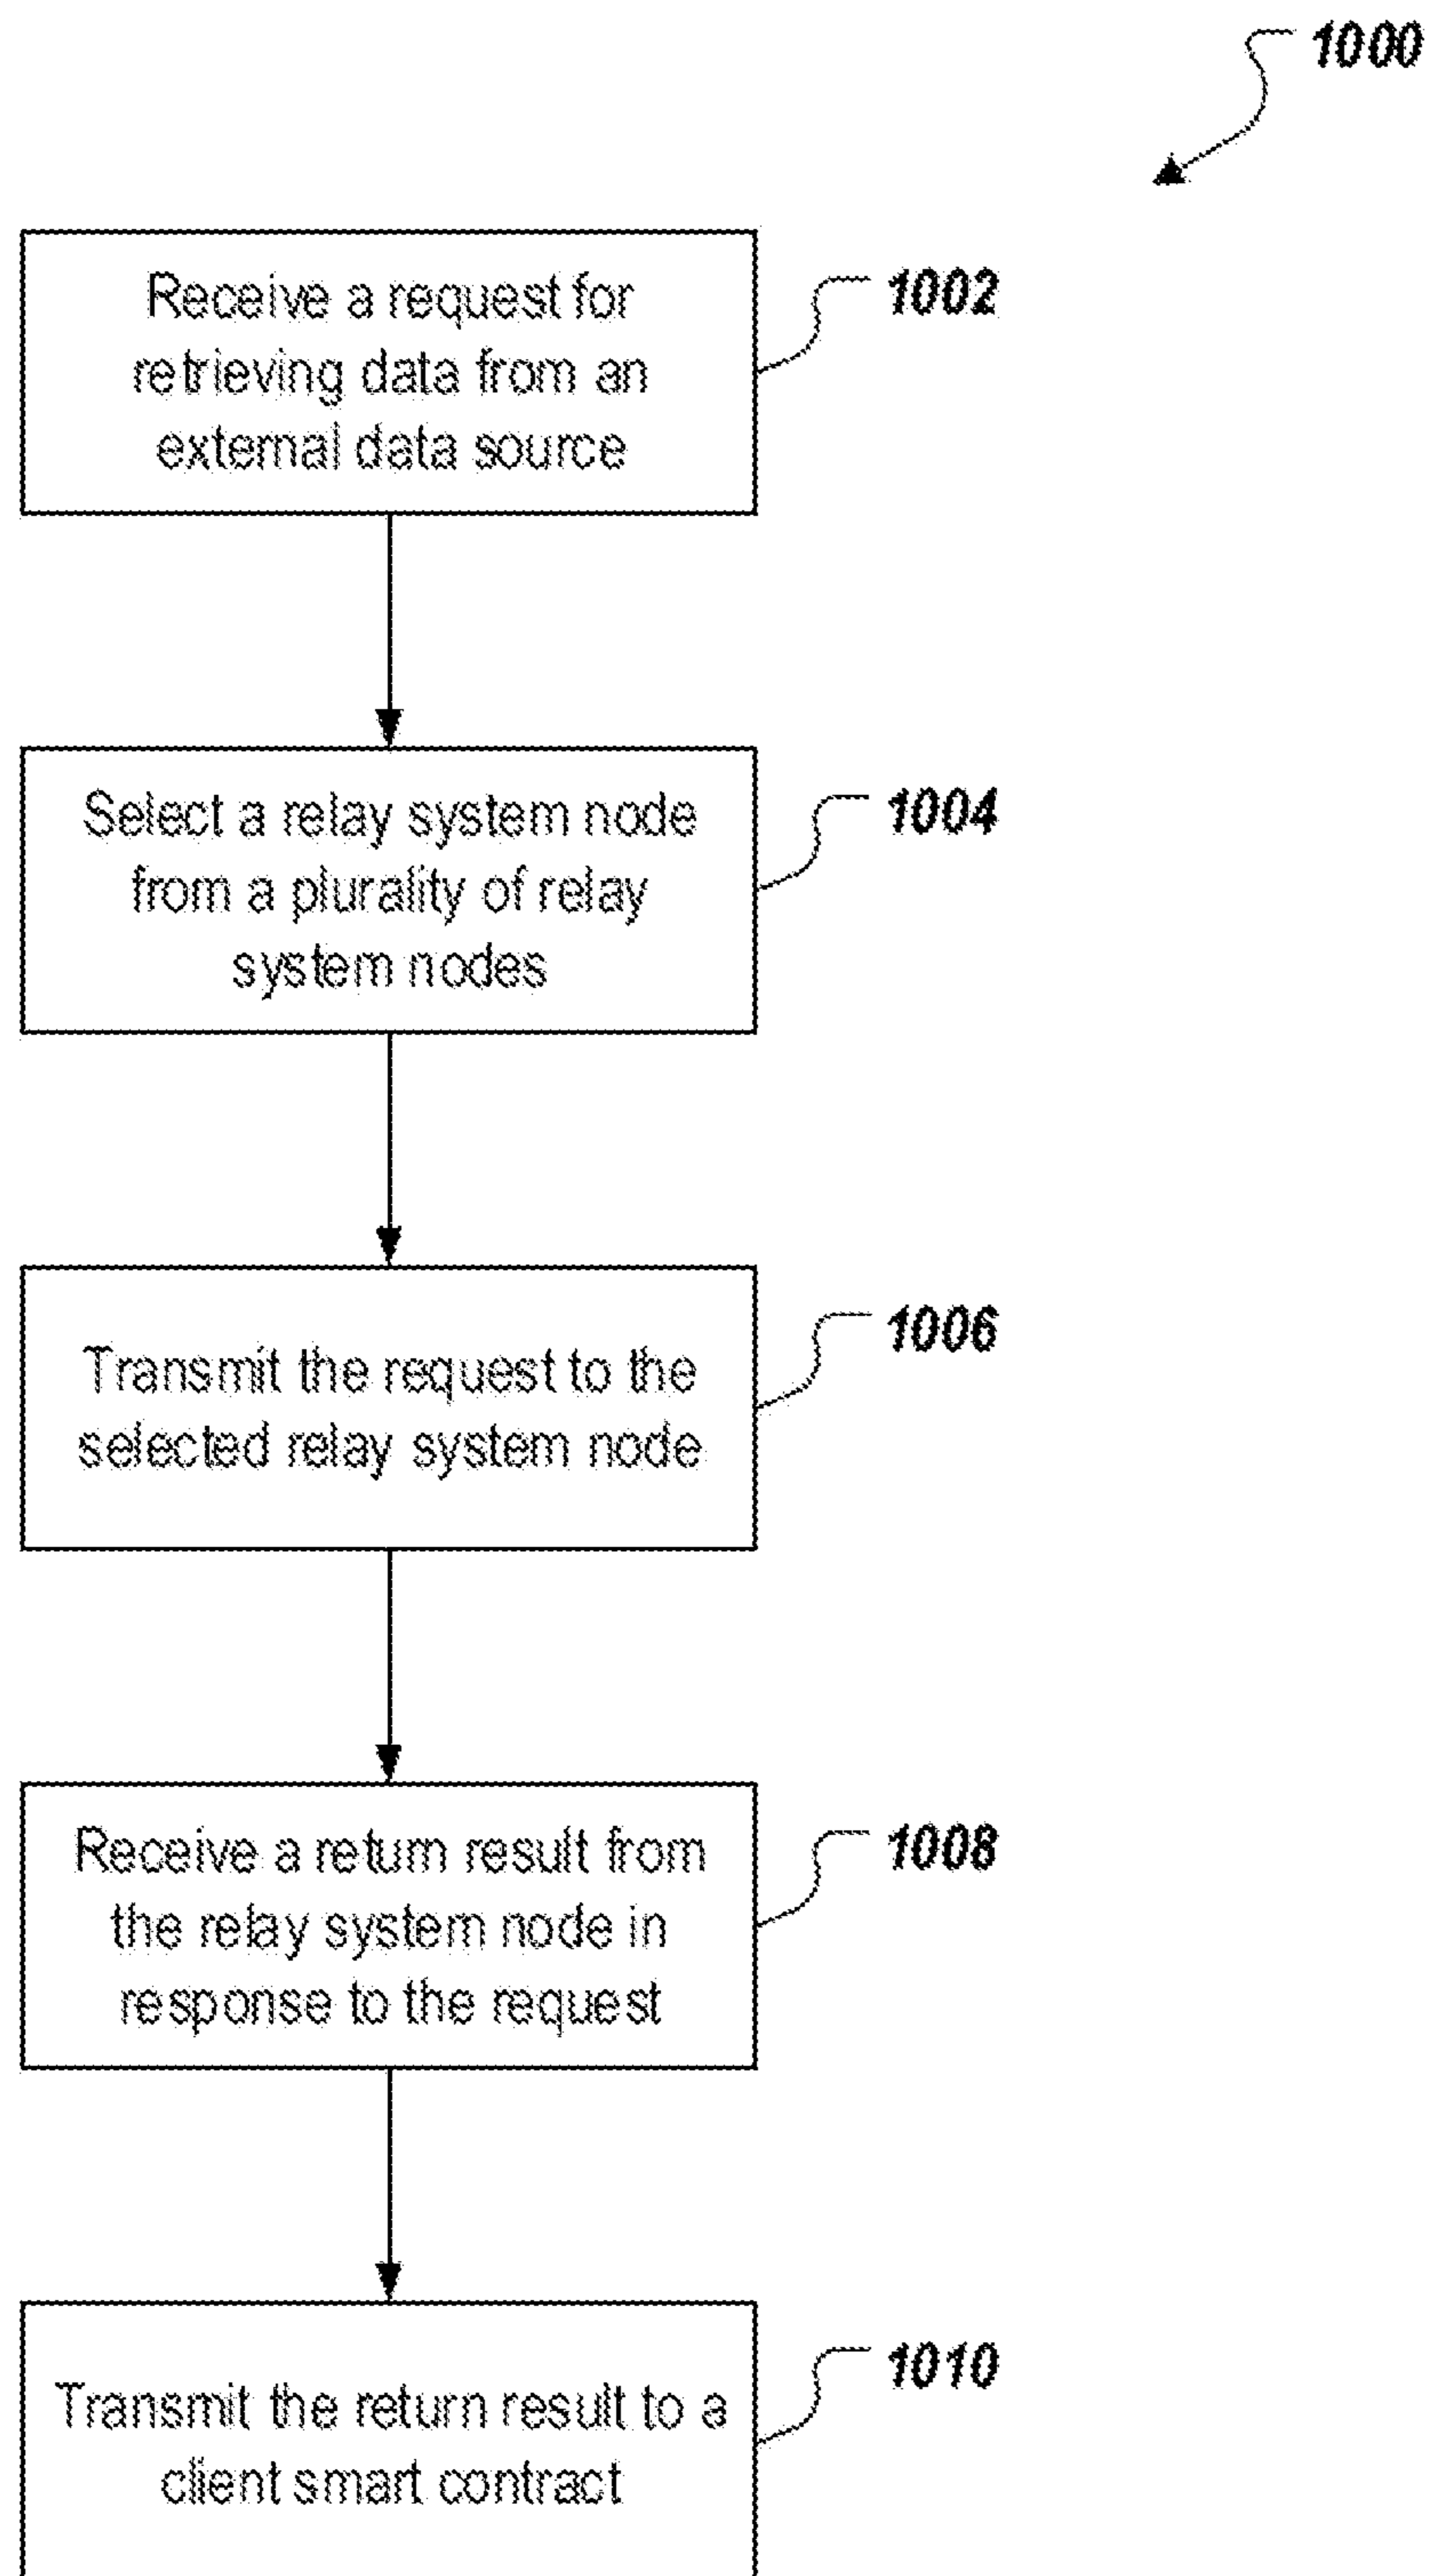 1000
Receive a request for
retrieving data from an
external data source
1002
Select a relay system node
from a plurality of relay
system nodes
1004
Transmit the request to the
selected relay system node
1006
Receive a return result from
the relay system node in
response to the request
1008
Transmit the return result to a
client smart contract
1010